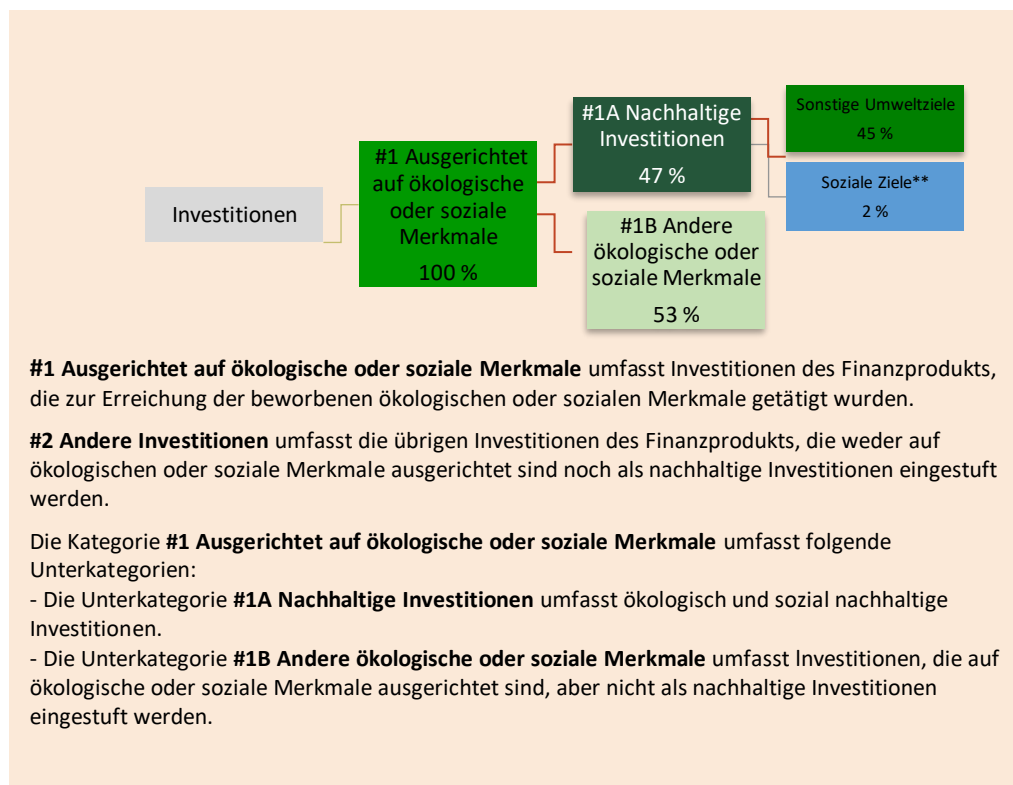 Investitionen
#1 Ausgerichtet
auf ökologische
oder soziale
Merkmale
100 %
#1A Nachhaltige
Investitionen
47 %
#1B Andere
ökologische oder
soziale Merkmale
53 %
Sonstige Umweltziele
45 %
Soziale Ziele**
2 %
#1 Ausgerichtet auf ökologische oder soziale Merkmale umfasst Investitionen des Finanzprodukts,
die zur Erreichung der beworbenen ökologischen oder sozialen Merkmale getätigt wurden.
#2 Andere Investitionen umfasst die übrigen Investitionen des Finanzprodukts, die weder auf
ökologischen oder soziale Merkmale ausgerichtet sind noch als nachhaltige Investitionen eingestuft
werden.
Die Kategorie #1 Ausgerichtet auf ökologische oder soziale Merkmale umfasst folgende
Unterkategorien:
- Die Unterkategorie #1A Nachhaltige Investitionen umfasst ökologisch und sozial nachhaltige
Investitionen.
- Die Unterkategorie #1B Andere ökologische oder soziale Merkmale umfasst Investitionen, die auf
ökologische oder soziale Merkmale ausgerichtet sind, aber nicht als nachhaltige Investitionen
eingestuft werden.